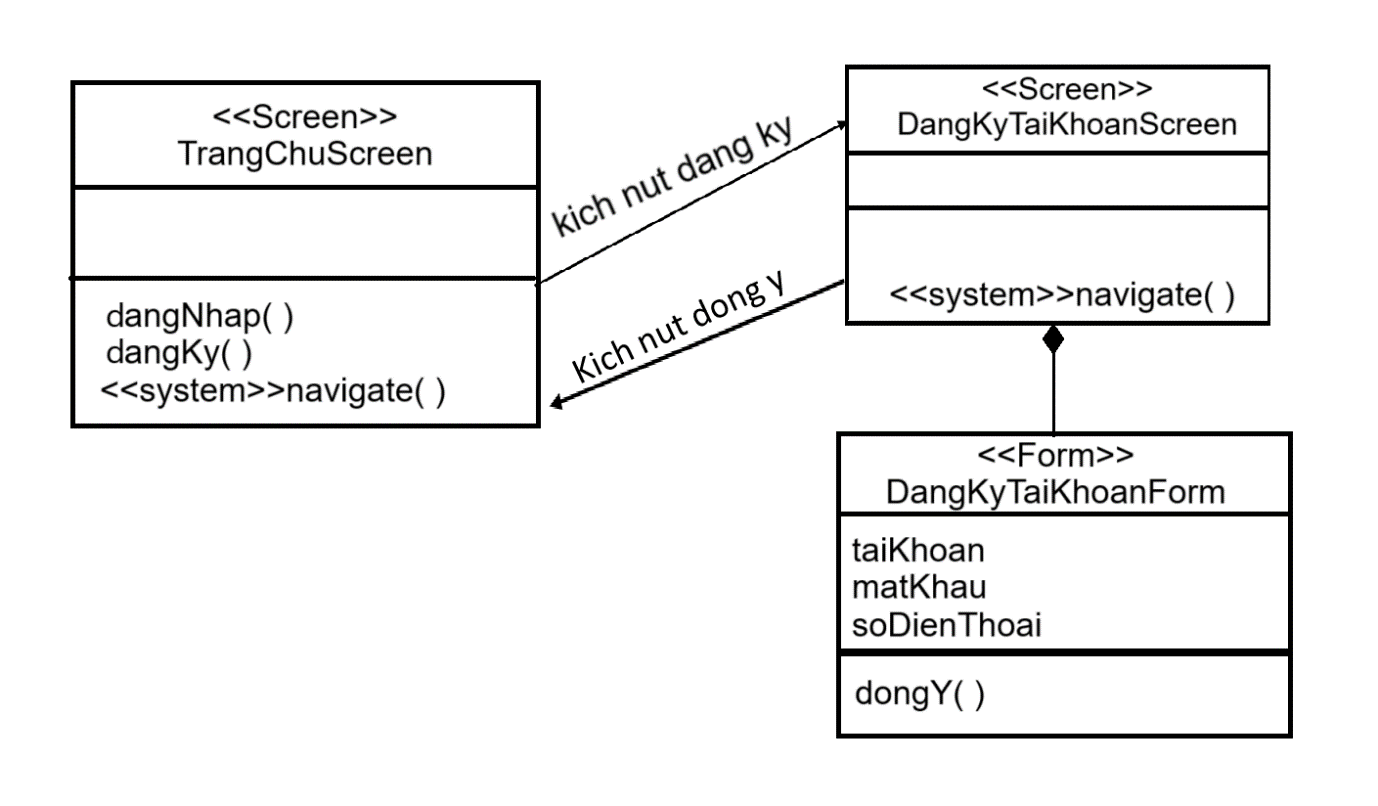 <<Screen>>
TrangChuScreen
dangNhap( )
dangKy( )
<<system>>navigate( )
kich nut dang ky
Kich nut dong y
<<Screen>>
DangKyTaiKhoanScreen
<<system>>navigate( )
<<Form>>
DangKyTaiKhoanForm
taiKhoan
matKhau
soDienThoai
dongY( )